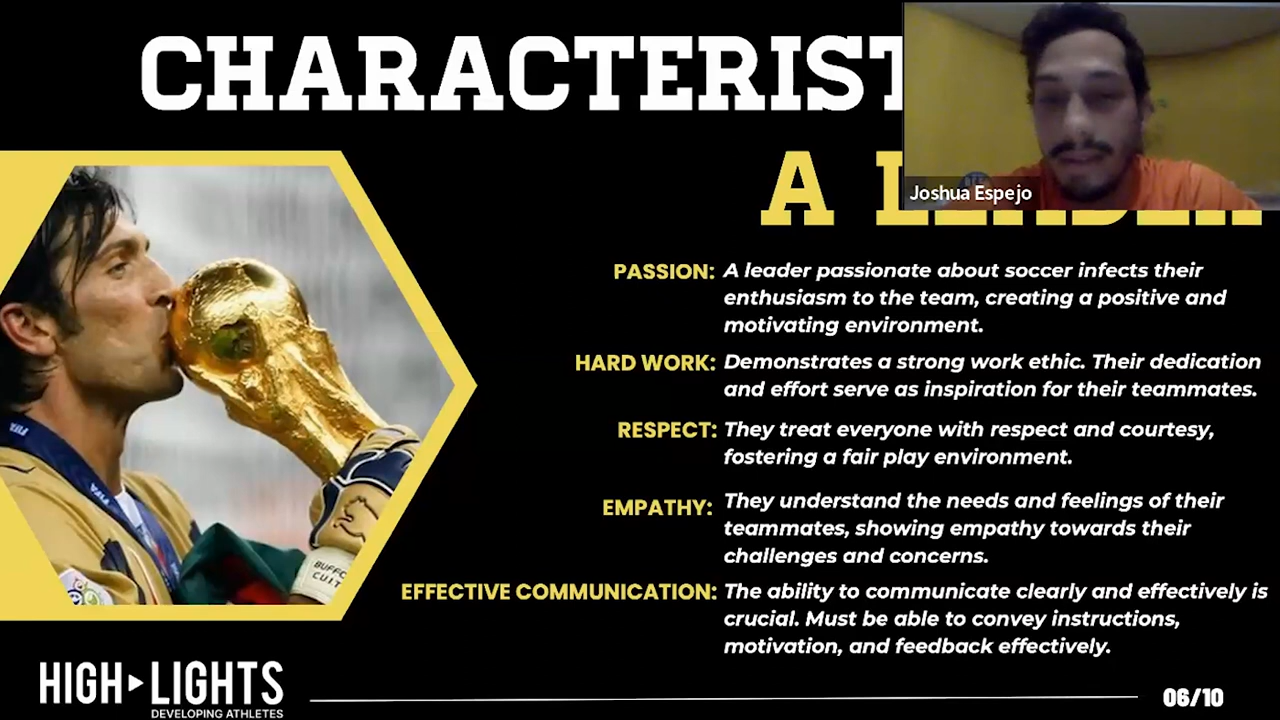 CHARACTERIST
A LEADER
Joshua Espejo
PASSION: A leader passionate about soccer infects their
enthusiasm to the team, creating a positive and
motivating environment.
HARD WORK: Demonstrates a strong work ethic. Their dedication
and effort serve as inspiration for their teammates.
RESPECT: They treat everyone with respect and courtesy,
fostering a fair play environment.
EMPATHY: They understand the needs and feelings of their
teammates, showing empathy towards their
challenges and concerns.
EFFECTIVE COMMUNICATION: The ability to communicate clearly and effectively is
crucial. Must be able to convey instructions,
motivation, and feedback effectively.
FIFA
FIFA
HIGH LIGHTS
DEVELOPING ATHLETES
06/10